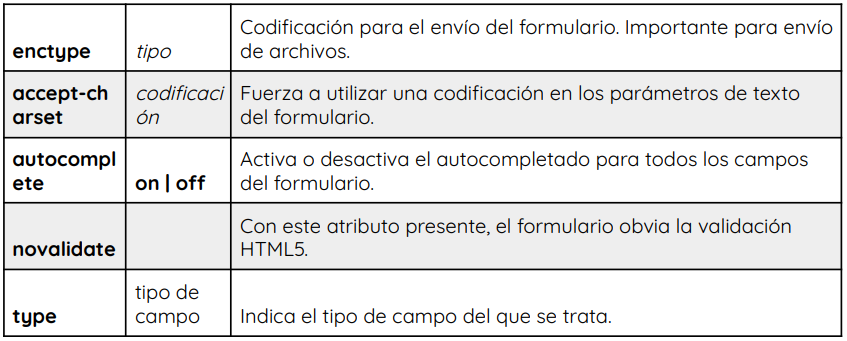 enctype tipo Codificación para el envío del formulario. Importante para envío
de archivos.
accept-ch codificaci Fuerza a utilizar una codificación en los parámetros de texto
arset ón del formulario.
autocompl Activa o desactiva el autocompletado para todos los campos
ete on | off del formulario.
novalidate Con este atributo presente, el formulario obvia la validación
HTML5.
type tipo de
campo Indica el tipo de campo del que se trata.